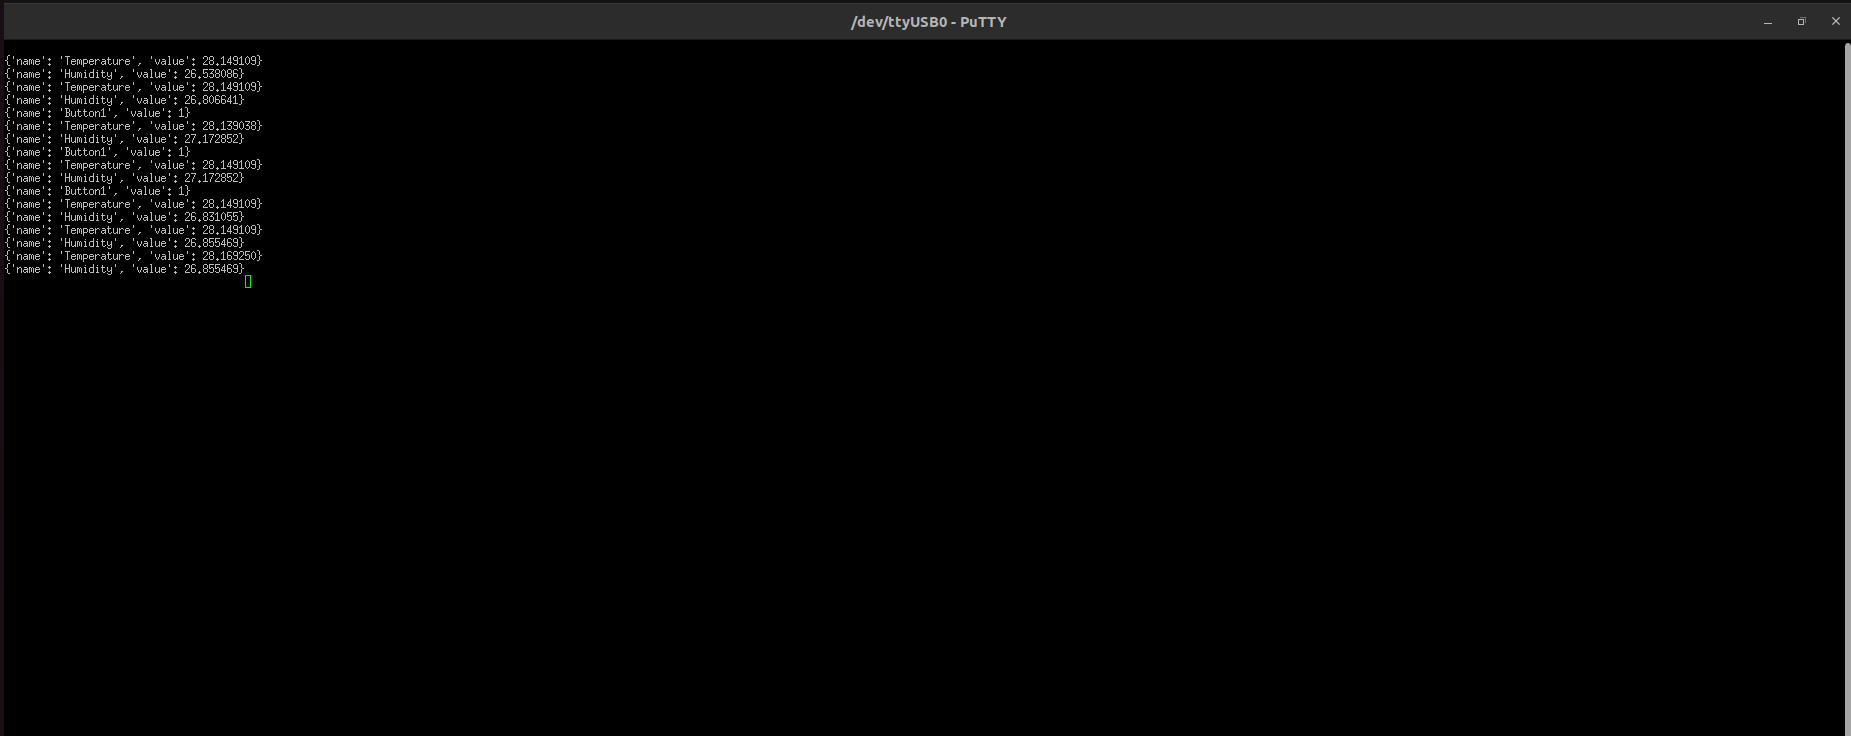 /dev/ttyUSB0 - PuTTY
{'name': 'Temperature', 'value': 28.149109}
{'name': 'Humidity', 'value': 26.538086}
{'name': 'Temperature', 'value': 28.149109}
{'name': 'Humidity', 'value': 26.806641}
{'name': 'Button1', 'value': 1}
{'name': 'Temperature', 'value': 28.139038}
{'name': 'Humidity', 'value': 27.172852}
{'name': 'Button1', 'value': 1}
{'name': 'Temperature', 'value': 28.149109}
{'name': 'Humidity', 'value': 27.172852}
{'name': 'Button1', 'value': 1}
{'name': 'Temperature', 'value': 28.149109}
{'name': 'Humidity', 'value': 26.831055}
{'name': 'Temperature', 'value': 28.149109}
{'name': 'Humidity', 'value': 26.855469}
{'name': 'Temperature', 'value': 28.169250}
{'name': 'Humidity', 'value': 26.855469}